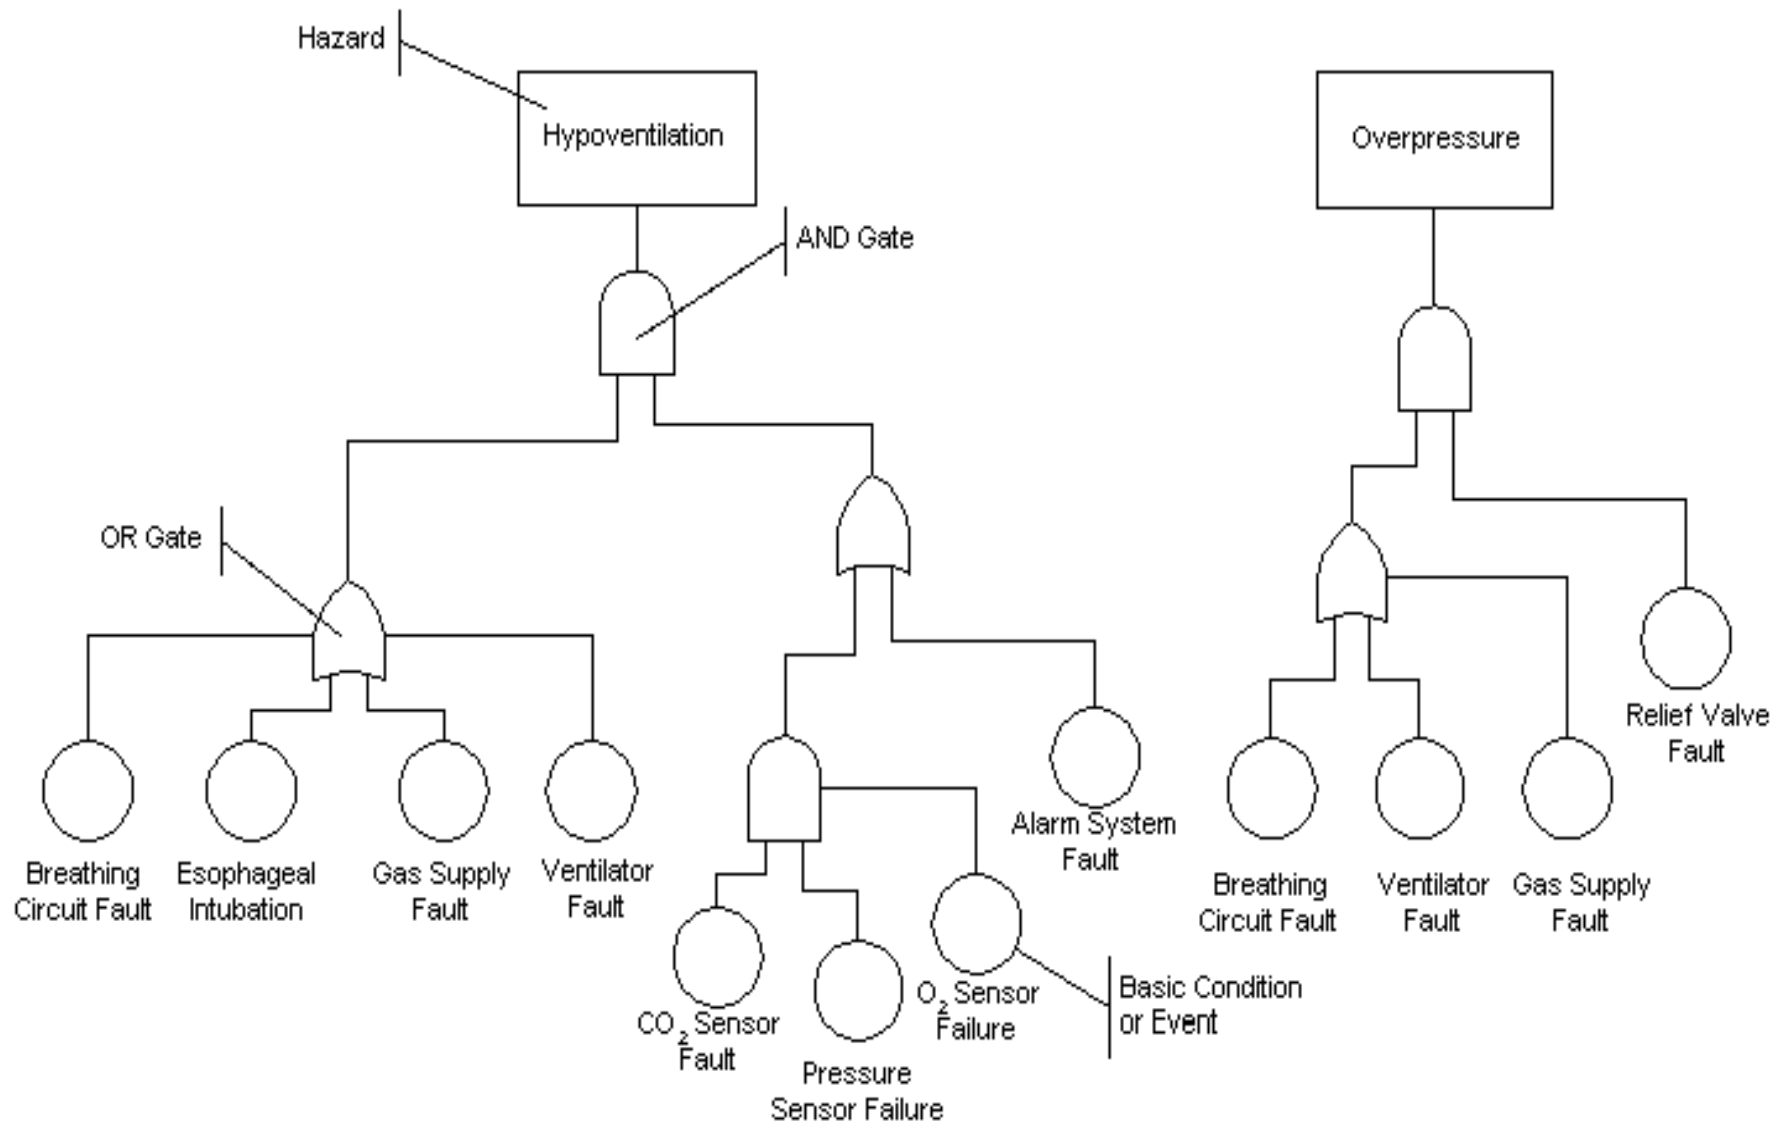 Hazard
Hypoventilation
Overpressure
AND Gate
OR Gate
Relief Valve
Fault
Alarm System
Fault
Breathing
Circuit Fault
Esophageal
Intubation
Gas Supply
Fault
Ventilator
Fault
Breathing
Circuit Fault
Ventilator
Fault
Gas Supply
Fault
CO₂ Sensor
Fault
Pressure
Sensor Failure
O₂ Sensor
Failure
Basic Condition
or Event